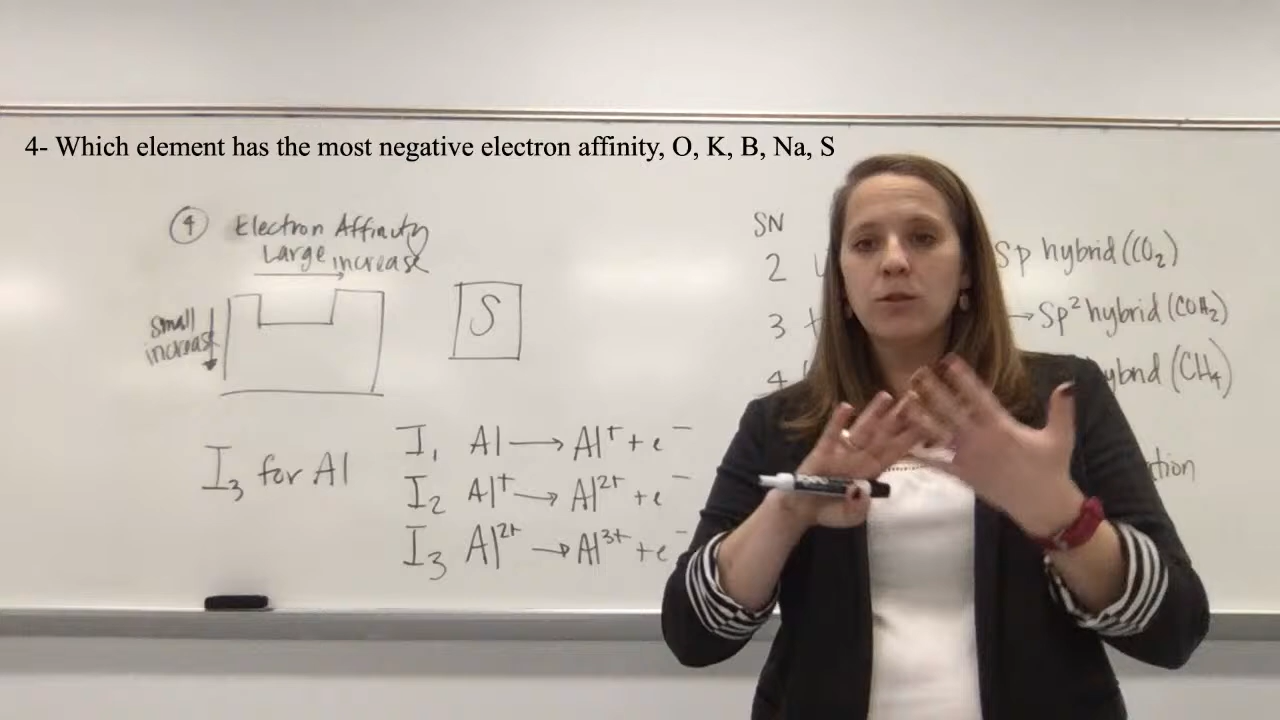 4- Which element has the most negative electron affinity, O, K, B, Na, S
④ Electron Affinity
Large increase
small
increase
S
I₃ for Al
I₁ Al → Al⁺ + e⁻
I₂ Al⁺ → Al²⁺ + e⁻
I₃ Al²⁺ → Al³⁺ + e⁻
SN
2 Sp hybrid (CO₂)
3 → Sp² hybrid (COH₂)
4 (CH₄)